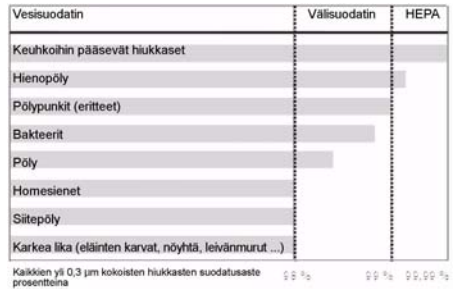 Vesisuodatin Välisuodatin HEPA
Keuhkoihin pääsevät hiukkaset
Hienopöly
Pölypunkit (eritteet)
Bakteerit
Pöly
Homesienet
Siitepöly
Karkea lika (eläinten karvat, nöyhtä, leivänmurut ...)
Kaikkien yli 0,3 µm kokoisten hiukkasten suodatusaste
prosentteina